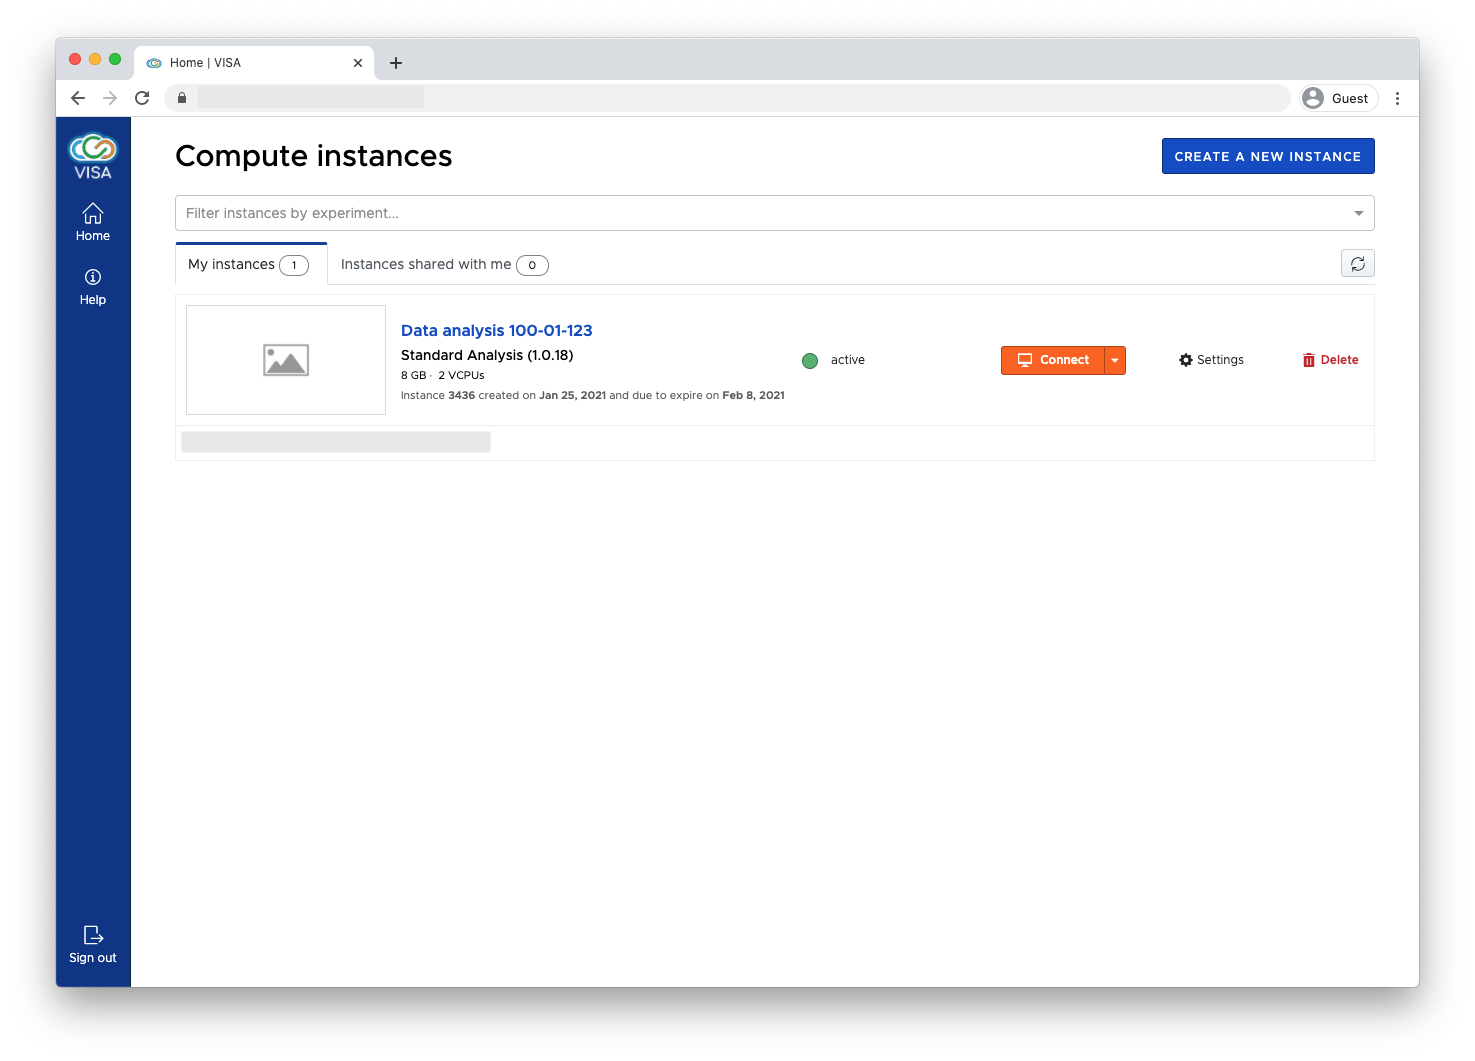 Home | VISA
Guest
VISA
Home
Help
Sign out
Compute instances
CREATE A NEW INSTANCE
Filter instances by experiment...
My instances 1
Instances shared with me 0
Data analysis 100-01-123
Standard Analysis (1.0.18)
8 GB · 2 VCPUs
Instance 3436 created on Jan 25, 2021 and due to expire on Feb 8, 2021
active
Connect
Settings
Delete